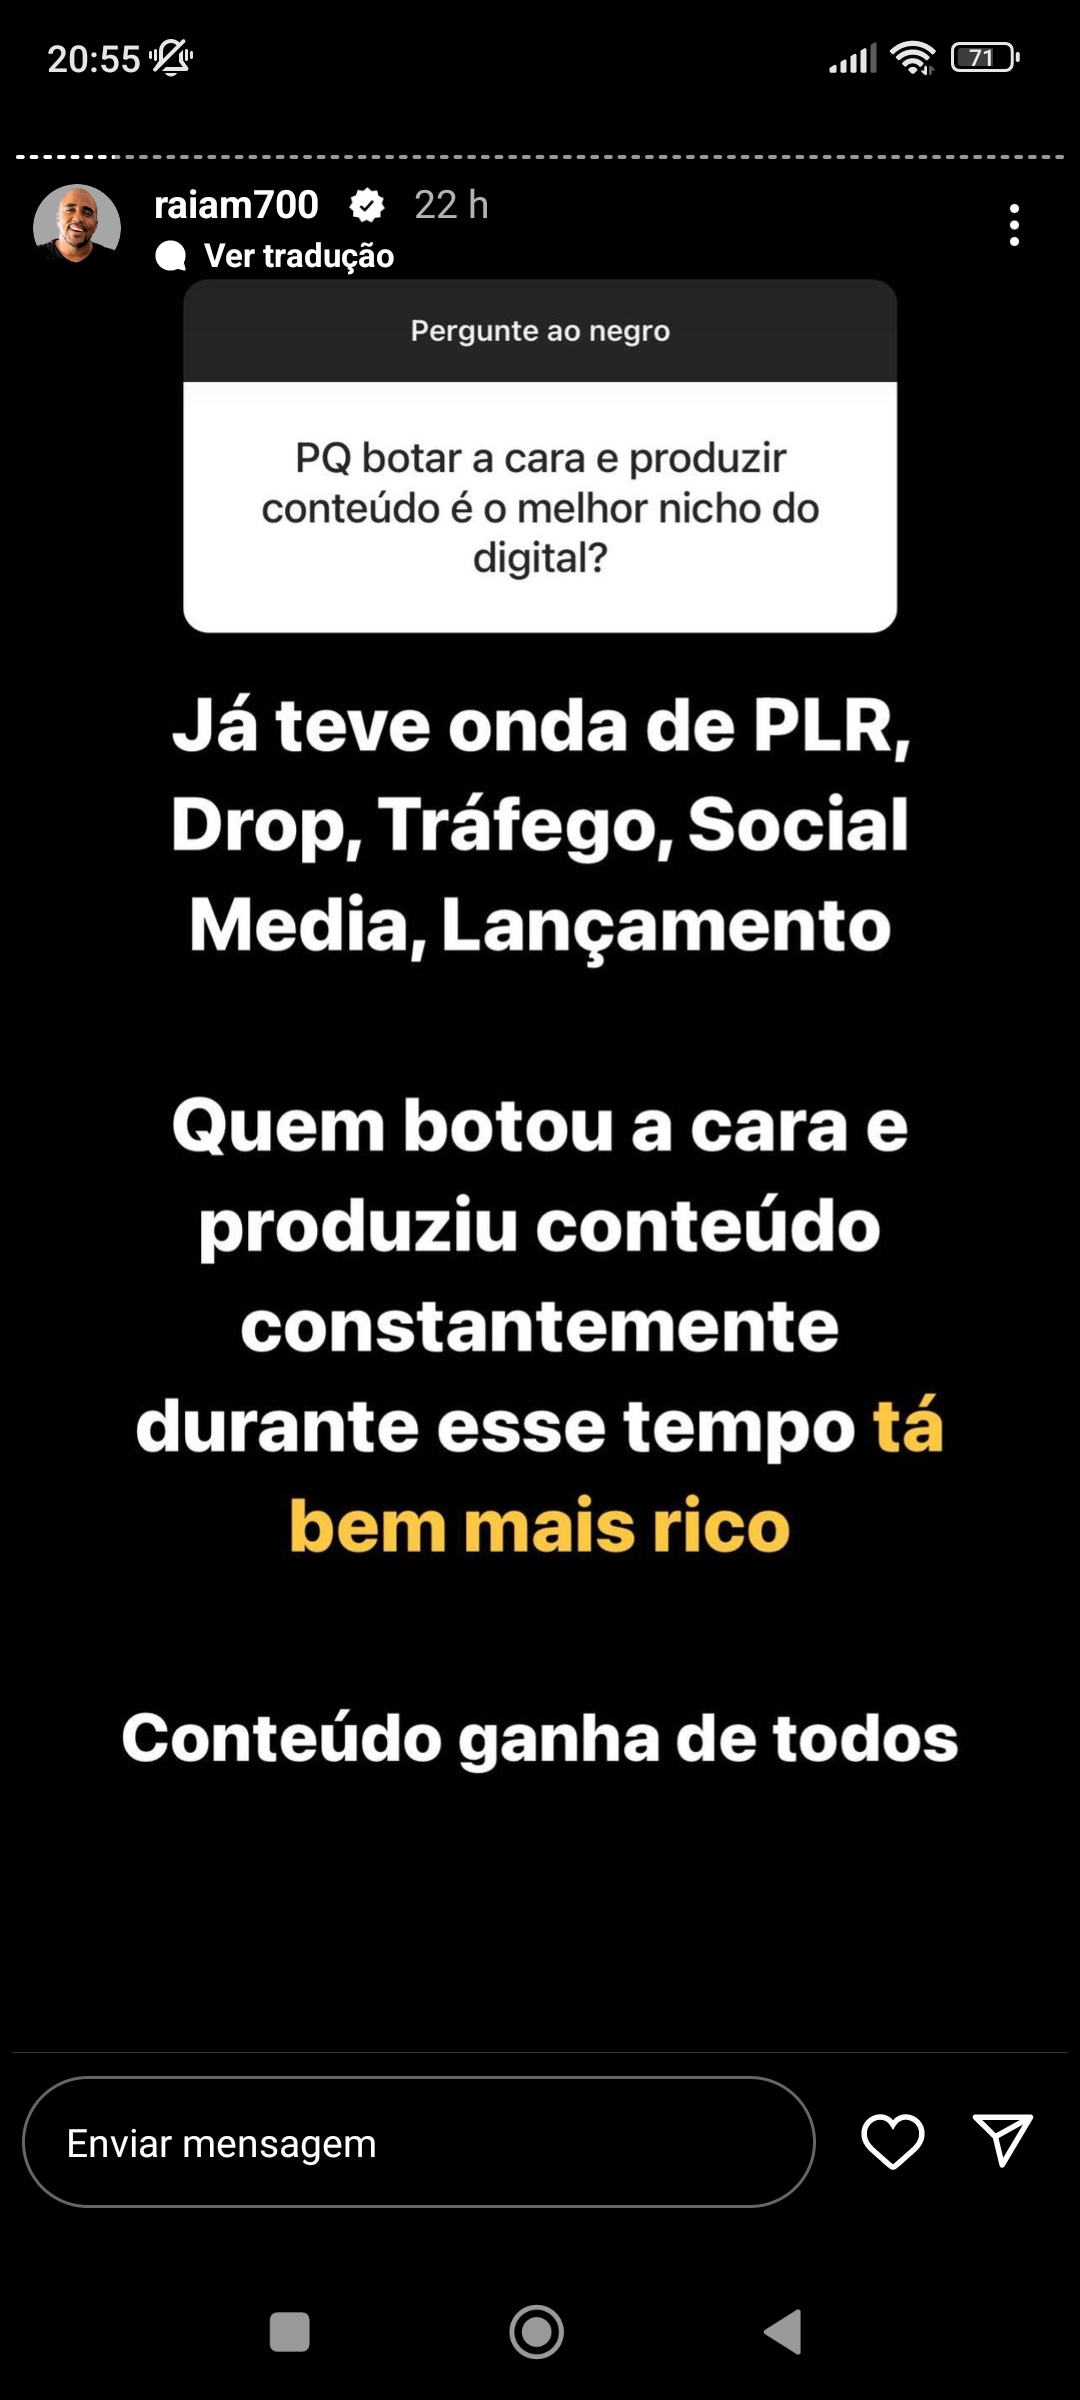 20:55
71
raiam700 22 h
Ver tradução
Pergunte ao negro
PQ botar a cara e produzir
conteúdo é o melhor nicho do
digital?
Já teve onda de PLR,
Drop, Tráfego, Social
Media, Lançamento
Quem botou a cara e
produziu conteúdo
constantemente
durante esse tempo tá
bem mais rico
Conteúdo ganha de todos
Enviar mensagem